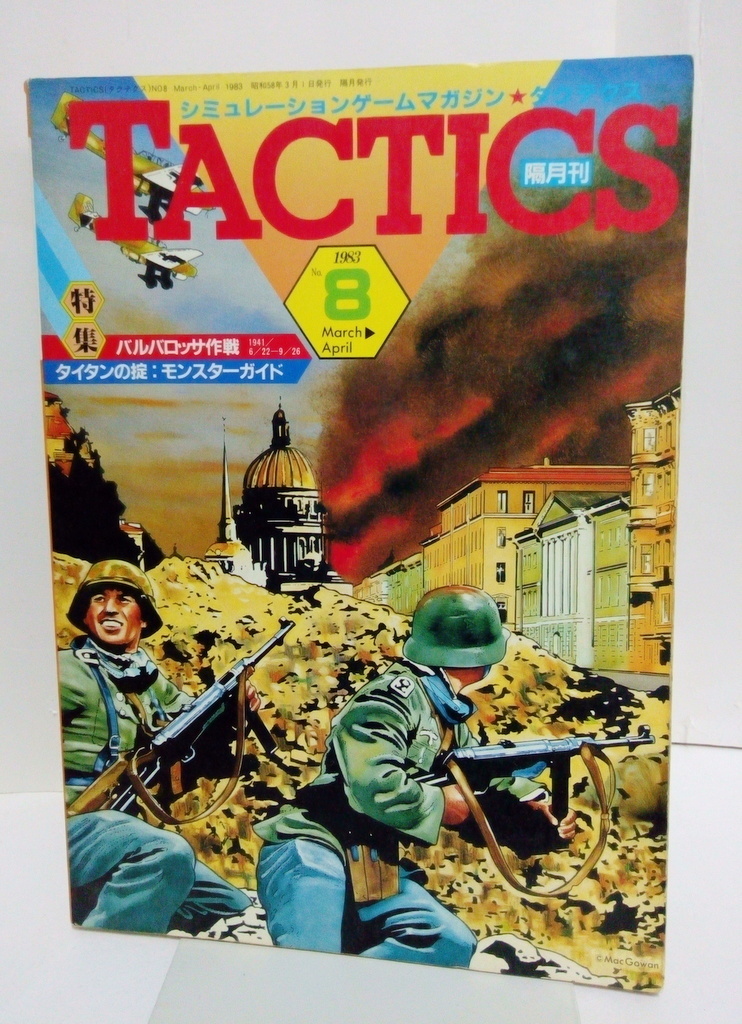 TACTICS(タクテクス)NO8 March-April 1983 昭和58年3月1日発行 隔月発行
シミュレーションゲームマガジン★タクテクス
TACTICS
隔月刊
1983
No. 8
March▶
April
特集
バルバロッサ作戦 1941/6/22—9/26
タイタンの掟:モンスターガイド
©MacGowan